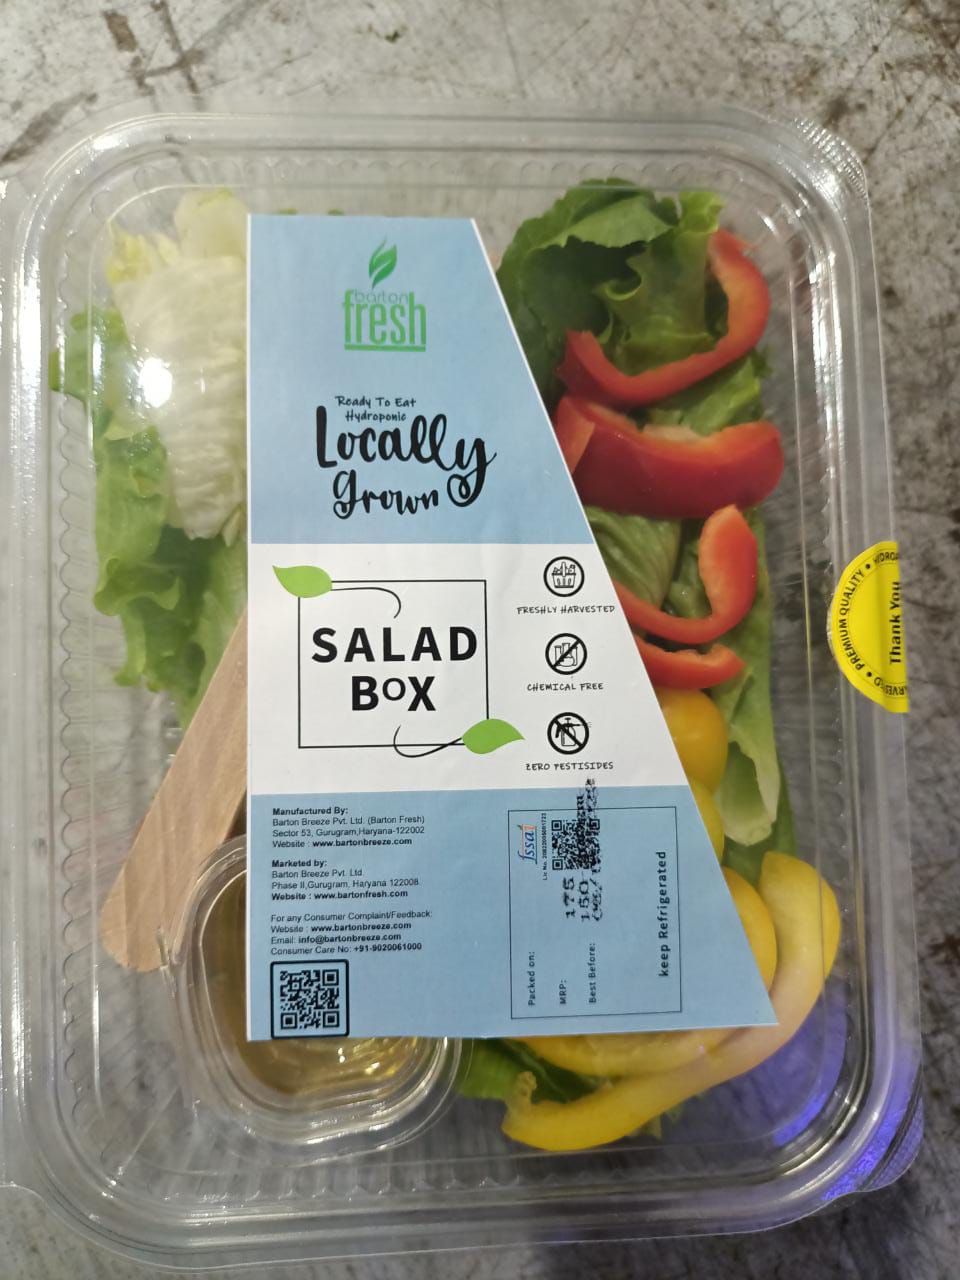 barton
fresh
Ready To Eat
Hydroponic
Locally
grown
SALAD
BOX
FRESHLY HARVESTED
CHEMICAL FREE
ZERO PESTISIDES
Manufactured By:
Barton Breeze Pvt. Ltd. (Barton Fresh)
Sector 53, Gurugram,Haryana-122002
Website : www.bartonbreeze.com
Marketed by:
Barton Breeze Pvt. Ltd.
Phase II,Gurugram, Haryana 122008
Website : www.bartonfresh.com
For any Consumer Complaint/Feedback:
Website : www.bartonbreeze.com
Email: info@bartonbreeze.com
Consumer Care No: +91-9020061000
fssai
Packed on:
MRP: 175
Best Before: 150
keep Refrigerated
PREMIUM QUALITY
Thank You